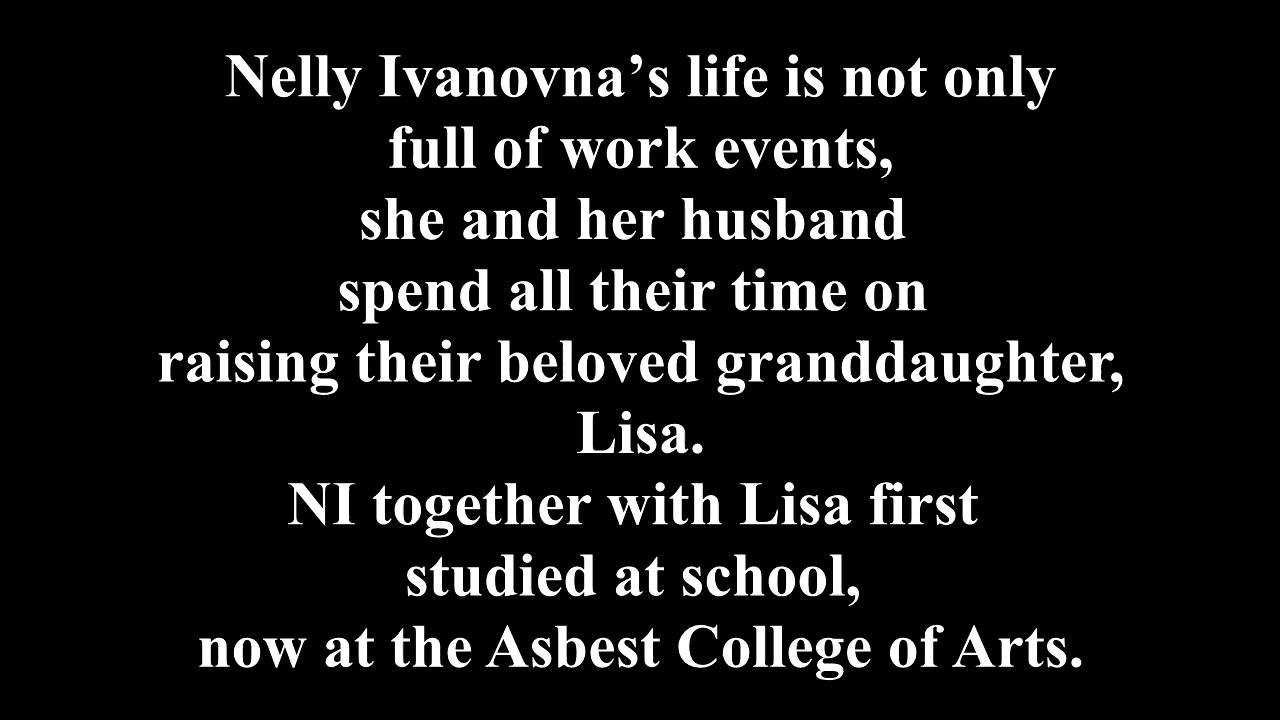 Nelly Ivanovna’s life is not only
full of work events,
she and her husband
spend all their time on
raising their beloved granddaughter,
Lisa.
NI together with Lisa first
studied at school,
now at the Asbest College of Arts.